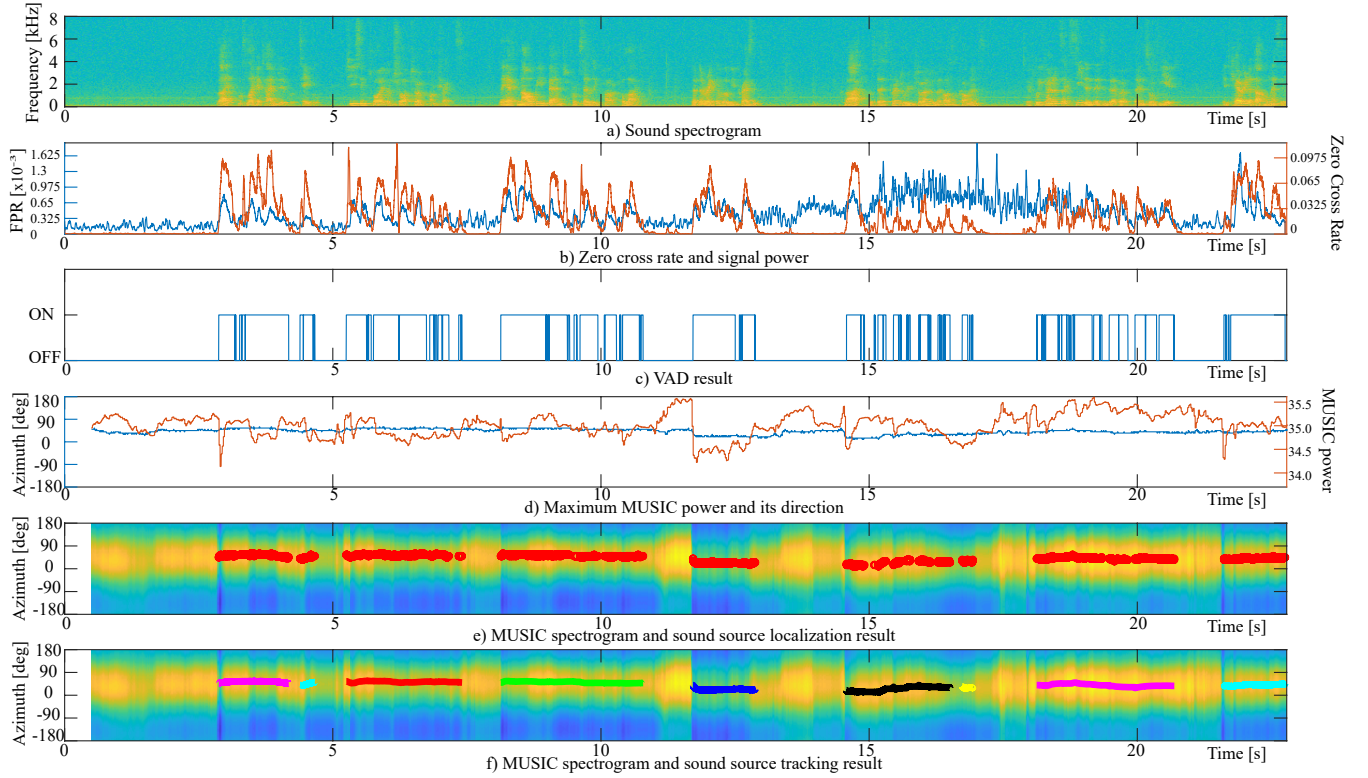 Frequency [kHz]
8
6
4
2
0
0 5 10 15 20 Time [s]
a) Sound spectrogram
FPR [x10⁻³]
1.625
1.3
0.975
0.65
0.325
0
0.0975
0.065
0.0325
0
Zero Cross Rate
0 5 10 15 20 Time [s]
b) Zero cross rate and signal power
ON
OFF
0 5 10 15 20 Time [s]
c) VAD result
Azimuth [deg]
180
90
0
-90
-180
35.5
35.0
34.5
34.0
MUSIC power
0 5 10 15 20 Time [s]
d) Maximum MUSIC power and its direction
Azimuth [deg]
180
90
0
-90
-180
0 5 10 15 20 Time [s]
e) MUSIC spectrogram and sound source localization result
Azimuth [deg]
180
90
0
-90
-180
0 5 10 15 20 Time [s]
f) MUSIC spectrogram and sound source tracking result